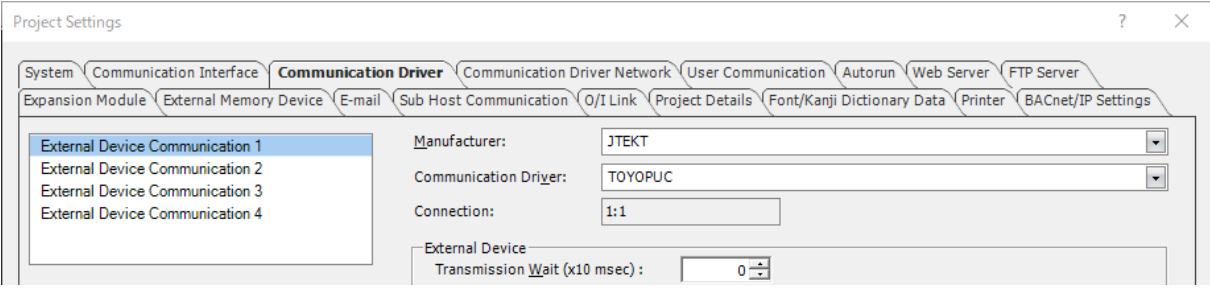 Project Settings ? ×
System Communication Interface Communication Driver Communication Driver Network User Communication Autorun Web Server FTP Server
Expansion Module External Memory Device E-mail Sub Host Communication O/I Link Project Details Font/Kanji Dictionary Data Printer BACnet/IP Settings
External Device Communication 1
External Device Communication 2
External Device Communication 3
External Device Communication 4
Manufacturer: JTEKT
Communication Driver: TOYOPUC
Connection: 1:1
External Device
Transmission Wait (x10 msec) : 0